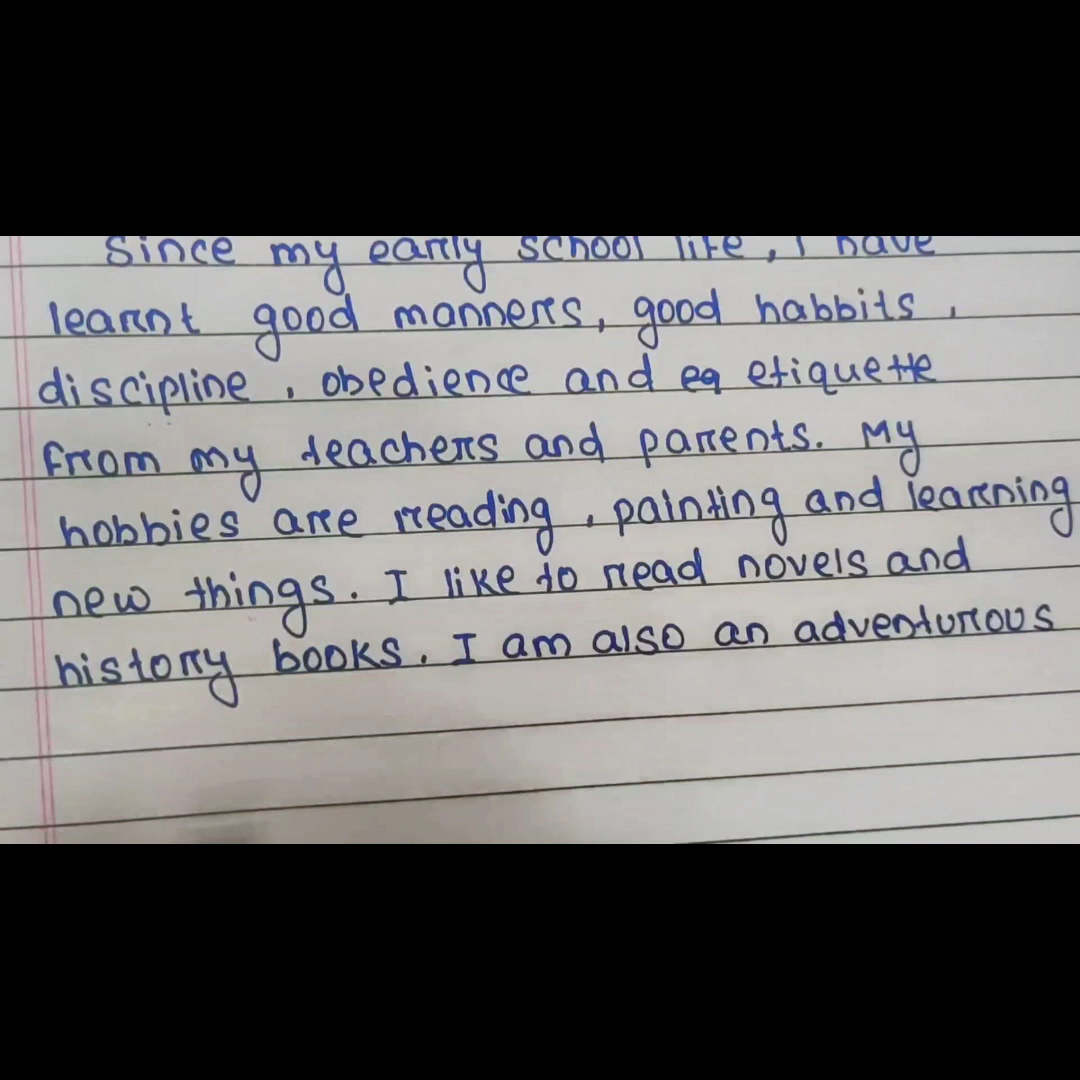 Since my early school life, I have
learnt good manners, good habbits,
discipline, obedience and eq etiquette
from my teachers and parents. My
hobbies are reading, painting and learning
new things. I like to read novels and
history books. I am also an adventurous